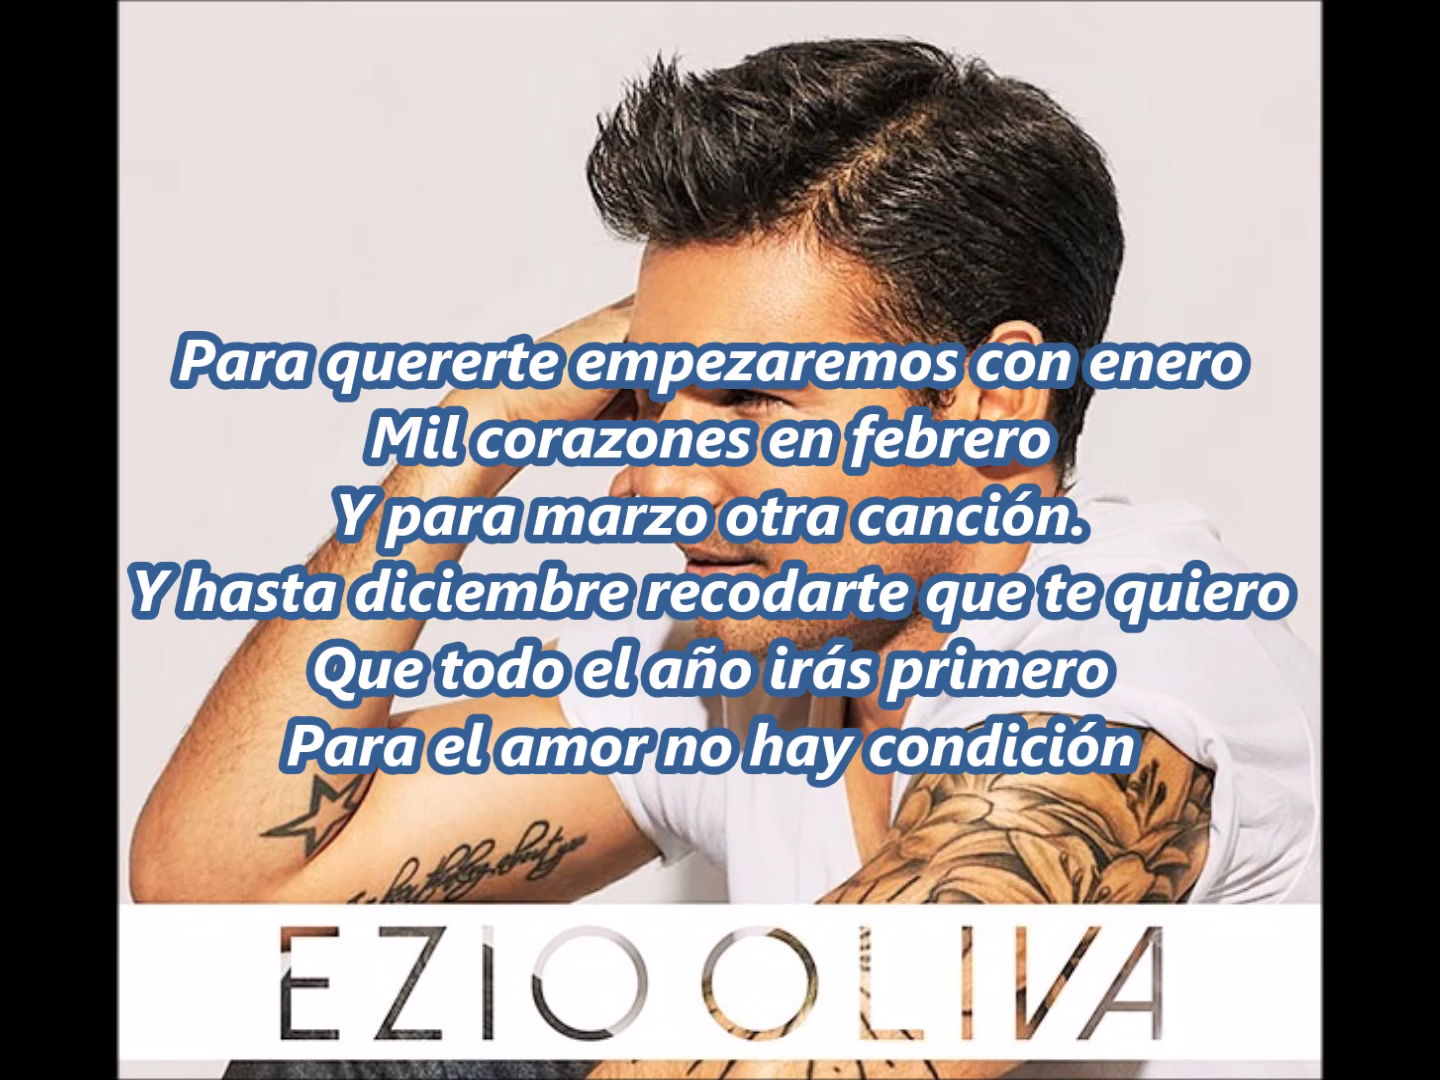 Para quererte empezaremos con enero
Mil corazones en febrero
Y para marzo otra canción.
Y hasta diciembre recodarte que te quiero
Que todo el año irás primero
Para el amor no hay condición
EZIO OLIVA